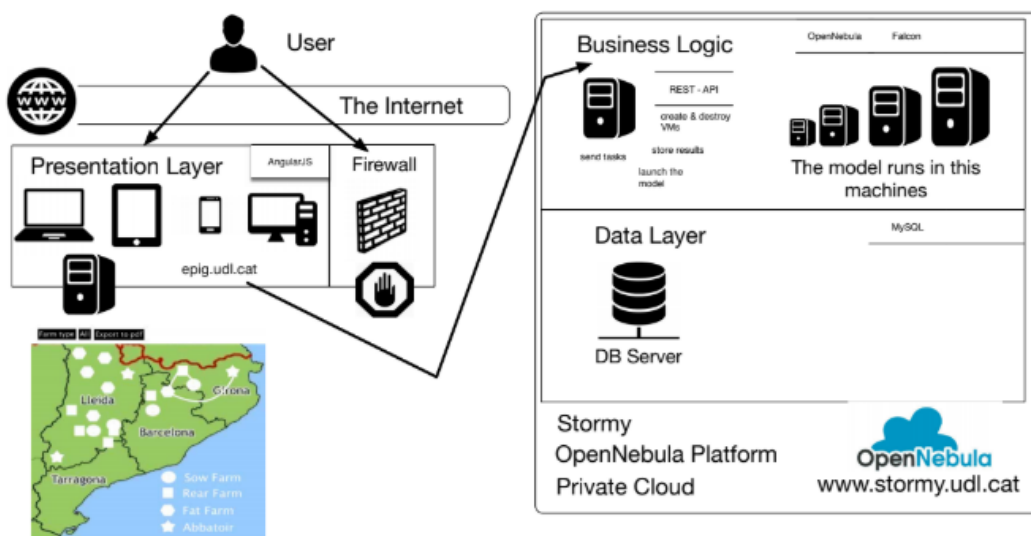 User
WWW
The Internet
Presentation Layer
AngularJS
Firewall
epig.udl.cat
Farm type All Export to pdf
Lleida
Girona
Barcelona
Tarragona
Sow Farm
Rear Farm
Fat Farm
Abbatoir
Business Logic
OpenNebula Falcon
REST - API
create & destroy
VMs
send tasks
store results
launch the
model
The model runs in this
machines
Data Layer
MySQL
DB Server
Stormy
OpenNebula Platform
Private Cloud
OpenNebula
www.stormy.udl.cat